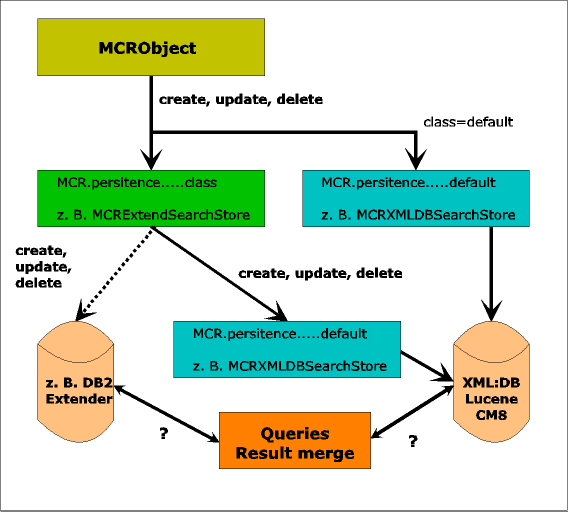 MCRObject
create, update, delete
class=default
MCR.persitence.....class
z. B. MCRExtendSearchStore
MCR.persitence.....default
z. B. MCRXMLDBSearchStore
create,
update,
delete
create, update, delete
MCR.persitence.....default
z. B. MCRXMLDBSearchStore
z. B. DB2
Extender
XML:DB
Lucene
CM8
?
Queries
Result merge
?